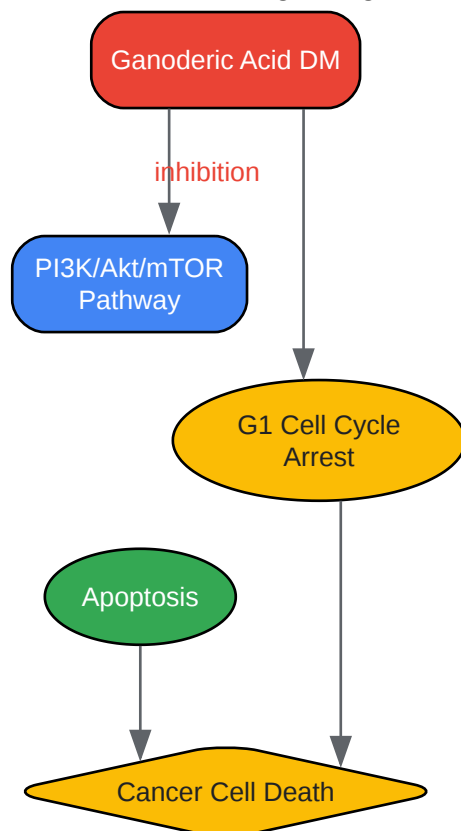 Ganoderic Acid DM
inhibition
PI3K/Akt/mTOR
Pathway
G1 Cell Cycle
Arrest
Apoptosis
Cancer Cell Death